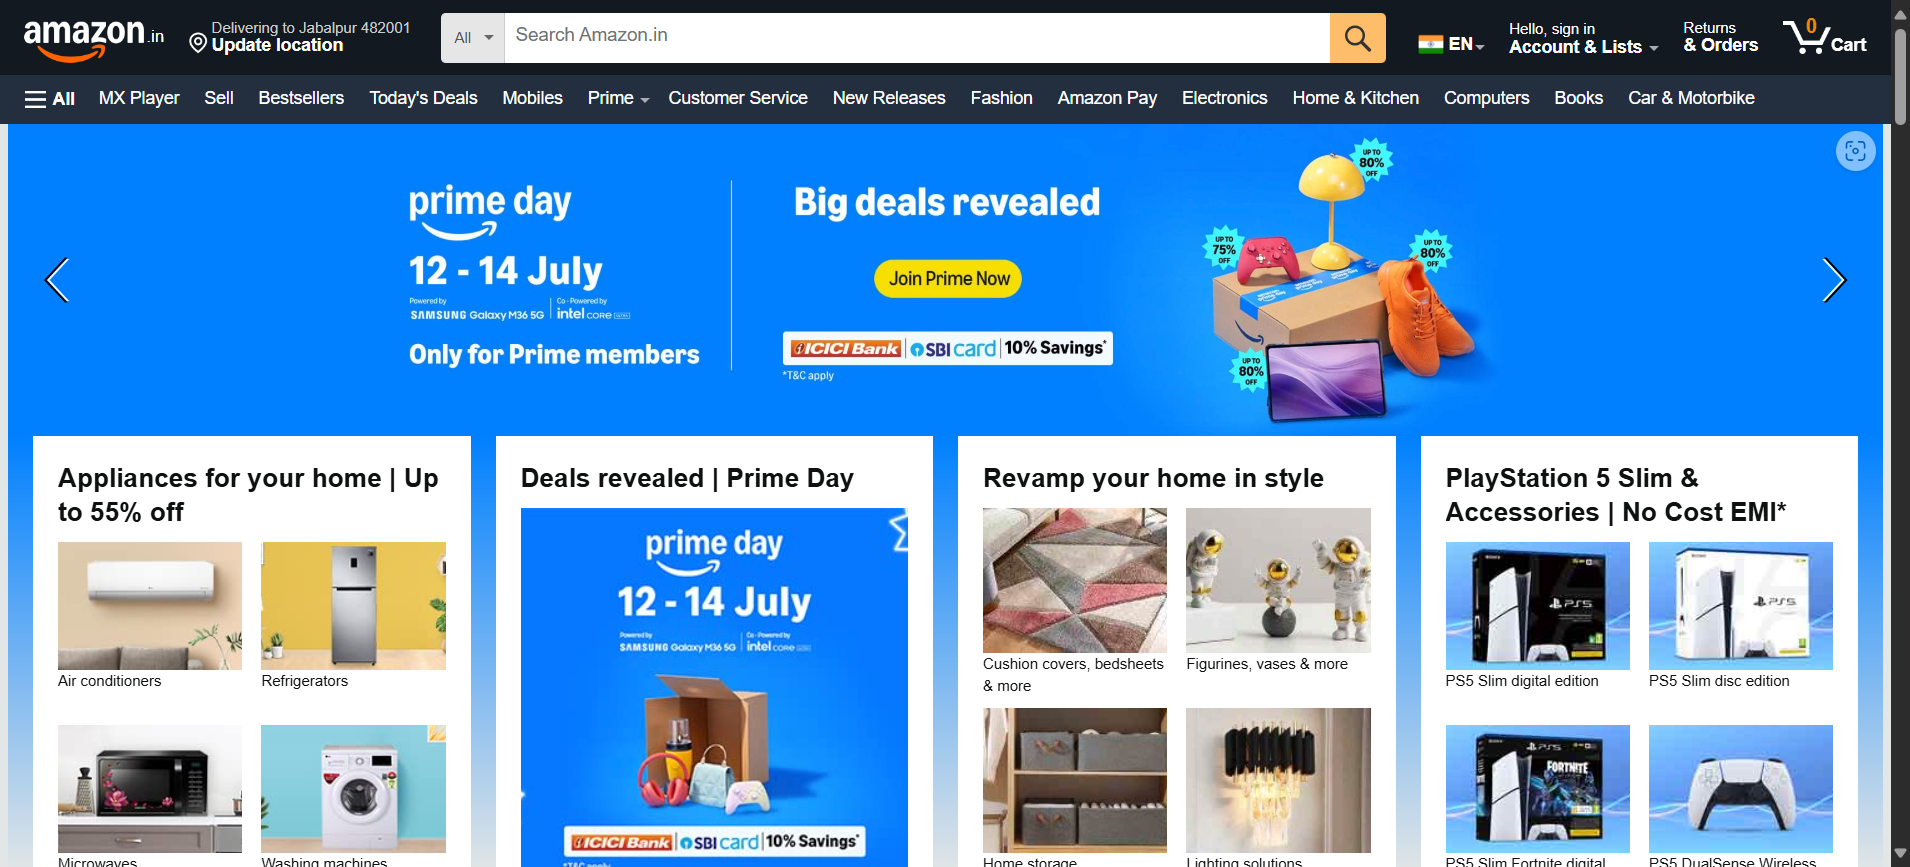 amazon.in
Delivering to Jabalpur 482001
Update location
All
Search Amazon.in
EN
Hello, sign in
Account & Lists
Returns
& Orders
0
Cart
All
MX Player
Sell
Bestsellers
Today's Deals
Mobiles
Prime
Customer Service
New Releases
Fashion
Amazon Pay
Electronics
Home & Kitchen
Computers
Books
Car & Motorbike
prime day
12 - 14 July
Powered by
SAMSUNG Galaxy M36 5G
Co-Powered by
intel CORE ULTRA
Only for Prime members
Big deals revealed
Join Prime Now
ICICI Bank | SBI card | 10% Savings*
*T&C apply
UP TO
80%
OFF
UP TO
75%
OFF
UP TO
80%
OFF
UP TO
80%
OFF
Appliances for your home | Up
to 55% off
Air conditioners
Refrigerators
Microwaves
Washing machines
Deals revealed | Prime Day
prime day
12 - 14 July
Powered by
SAMSUNG Galaxy M36 5G
Co-Powered by
intel CORE
ICICI Bank | SBI card | 10% Savings*
*T&C apply
Revamp your home in style
Cushion covers, bedsheets
& more
Figurines, vases & more
Home storage
Lighting solutions
PlayStation 5 Slim &
Accessories | No Cost EMI*
SONY
PS5
PS5
PS5 Slim digital edition
PS5 Slim disc edition
SONY
PS5
FORTNITE
PS5 Slim Fortnite digital
PS5 DualSense Wireless